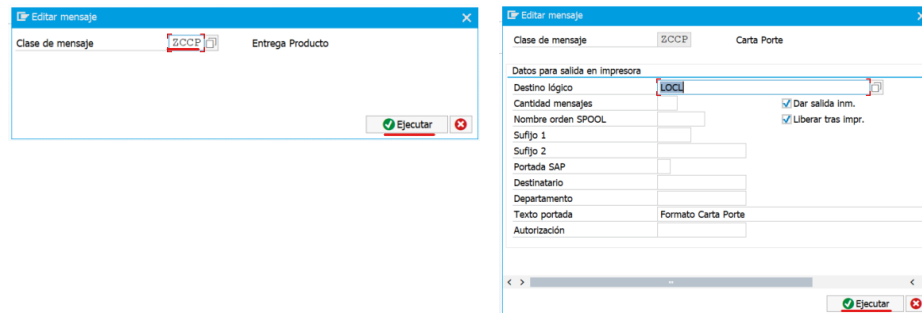 Editar mensaje
Clase de mensaje ZCCP Entrega Producto
Ejecutar
Editar mensaje
Clase de mensaje ZCCP Carta Porte
Datos para salida en impresora
Destino lógico LOCL
Cantidad mensajes Dar salida inm.
Nombre orden SPOOL Liberar tras impr.
Sufijo 1
Sufijo 2
Portada SAP
Destinatario
Departamento
Texto portada Formato Carta Porte
Autorización
Ejecutar